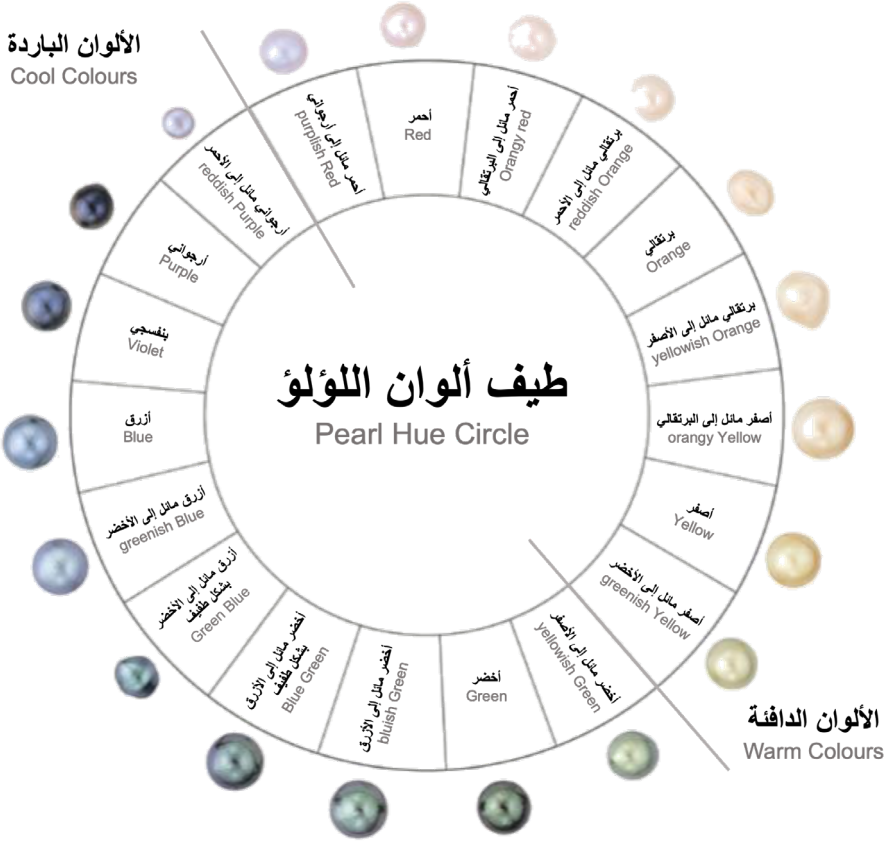 الألوان الباردة
Cool Colours
أحمر
Red
أحمر مائل إلى البرتقالي
Orangy red
برتقالي مائل إلى الأحمر
reddish Orange
برتقالي
Orange
برتقالي مائل إلى الأصفر
yellowish Orange
أصفر مائل إلى البرتقالي
orangy Yellow
أصفر
Yellow
أصفر مائل إلى الأخضر
greenish Yellow
أخضر مائل إلى الأصفر
yellowish Green
أخضر
Green
أخضر مائل إلى الأزرق
bluish Green
أخضر مائل إلى الأزرق
بشكل طفيف
Blue Green
أزرق مائل إلى الأخضر
بشكل طفيف
Green Blue
أزرق مائل إلى الأخضر
greenish Blue
أزرق
Blue
بنفسجي
Violet
أرجواني
Purple
أرجواني مائل إلى الأحمر
reddish Purple
أحمر مائل إلى أرجواني
purplish Red
طيف ألوان اللؤلؤ
Pearl Hue Circle
الألوان الدافئة
Warm Colours